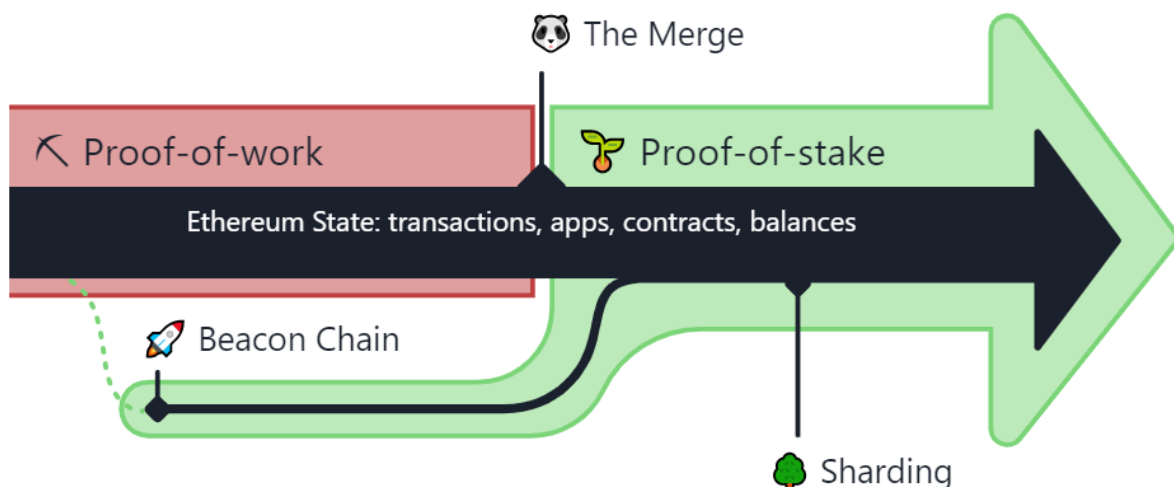 The Merge
Proof-of-work
Proof-of-stake
Ethereum State: transactions, apps, contracts, balances
Beacon Chain
Sharding